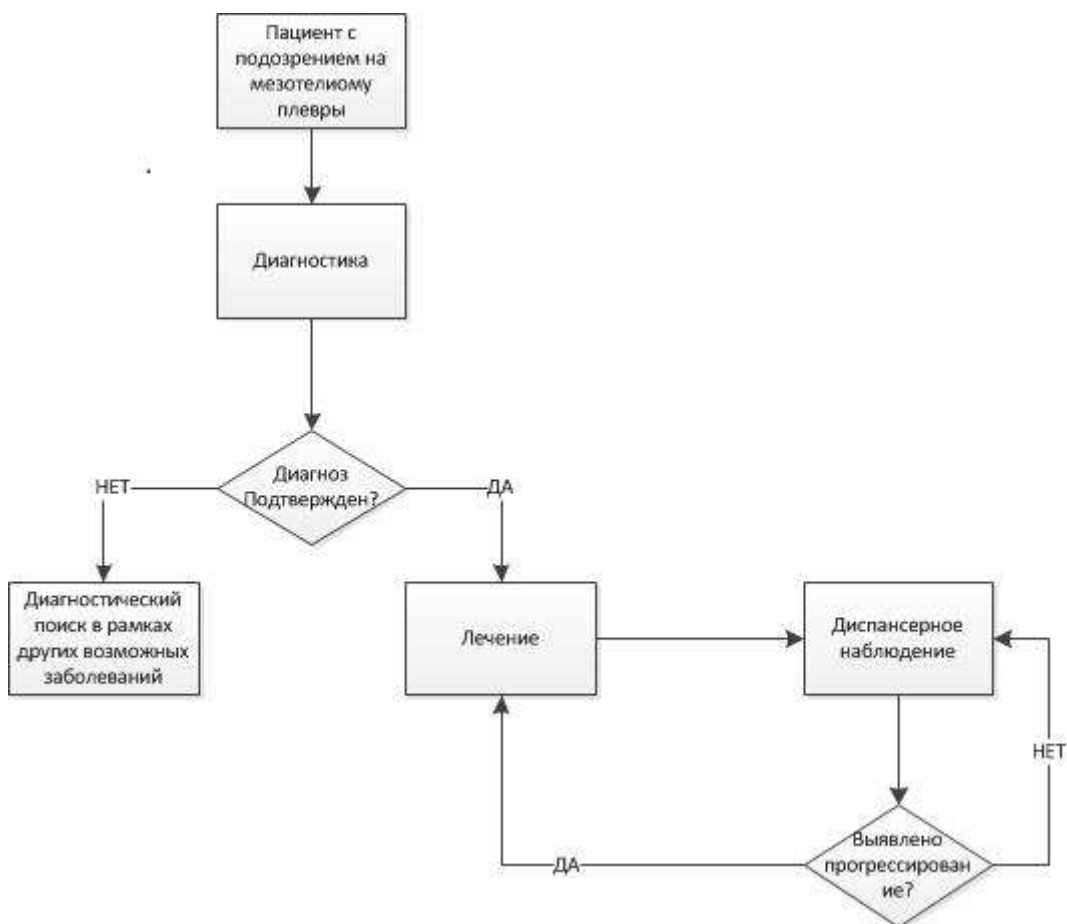 Пациент с
подозрением на
мезотелиому
плевры
Диагностика
Диагноз
Подтвержден?
НЕТ
ДА
Диагностический
поиск в рамках
других возможных
заболеваний
Лечение
Диспансерное
наблюдение
НЕТ
Выявлено
прогрессирован
ие?
ДА